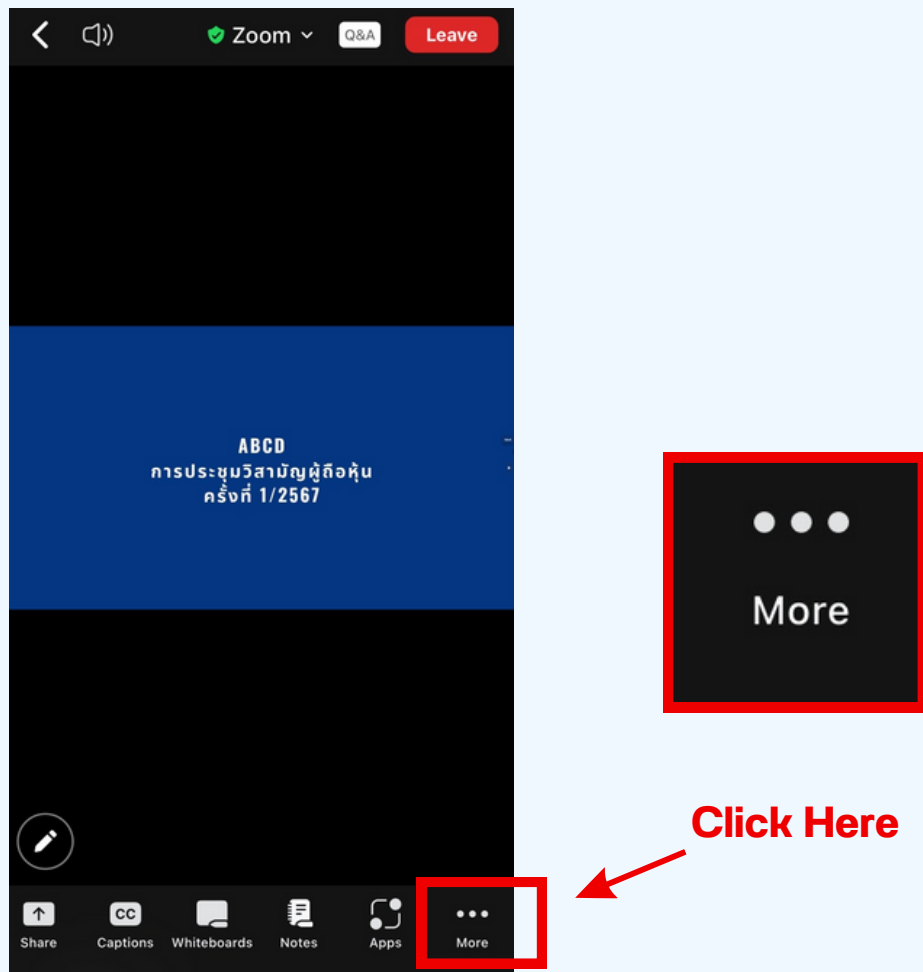 Zoom
Q&A
Leave
ABCD
การประชุมวิสามัญผู้ถือหุ้น
ครั้งที่ 1/2567
More
Click Here
CC
Share
Captions
Whiteboards
Notes
Apps
More